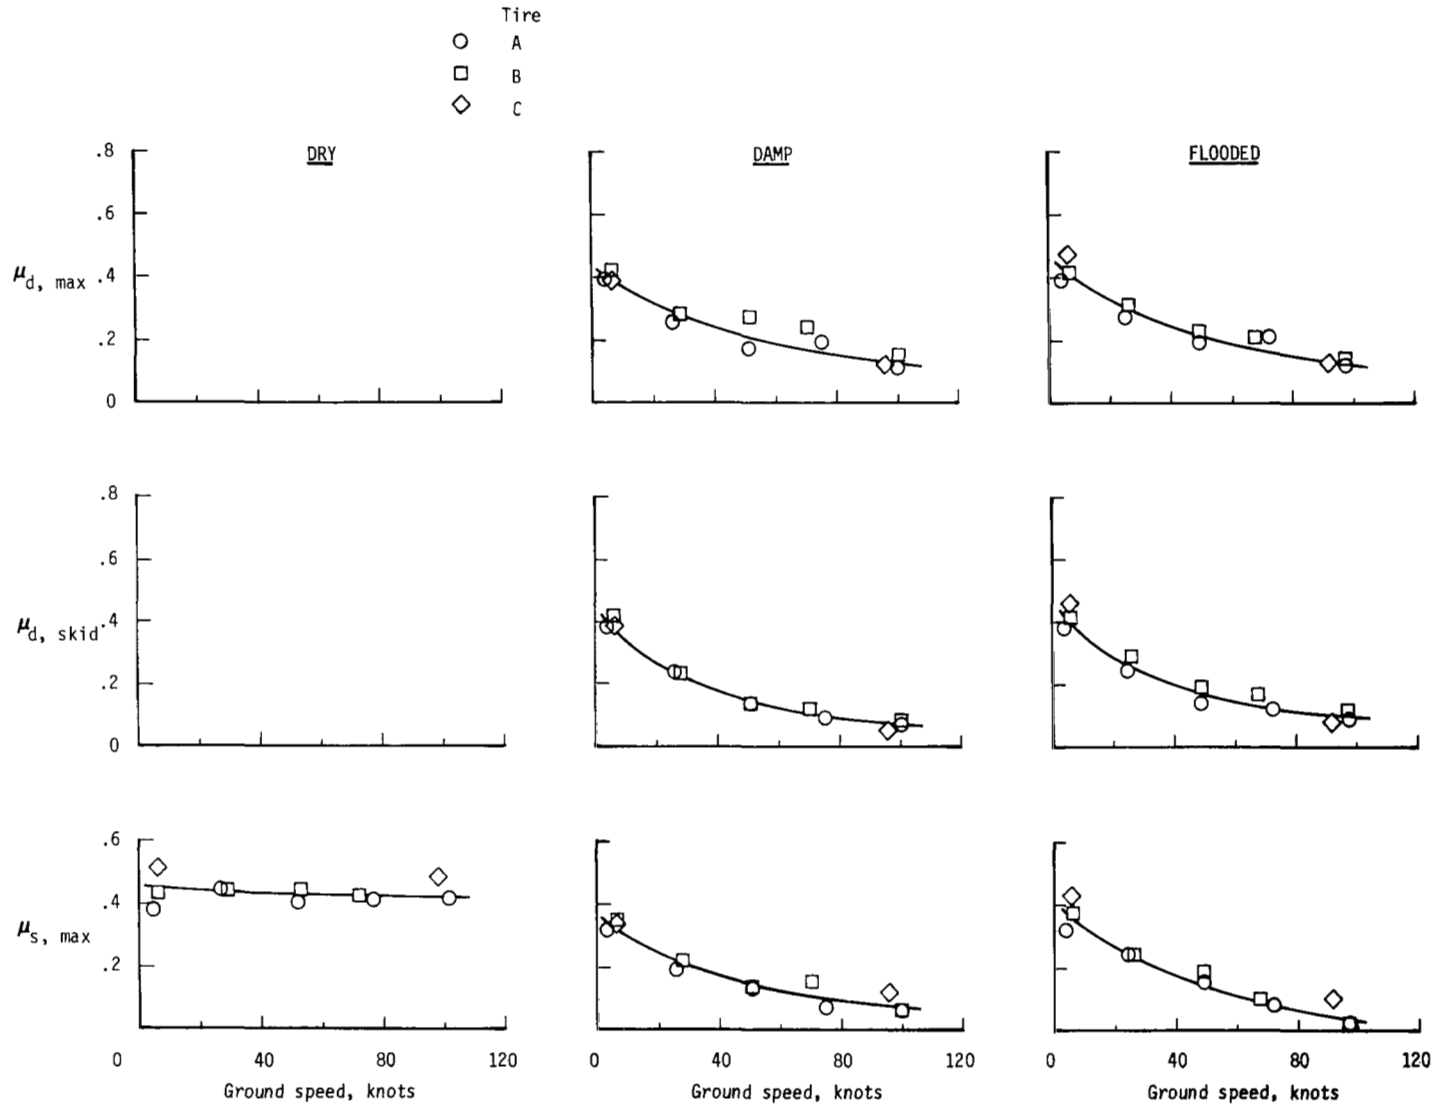 Tire
A
B
C
DRY
DAMP
FLOODED
.8
.6
μd, max .4
.2
0
.8
.6
μd, skid .4
.2
0
.6
.4
μs, max
.2
0 40 80 120
0 40 80 120
0 40 80 120
Ground speed, knots
Ground speed, knots
Ground speed, knots